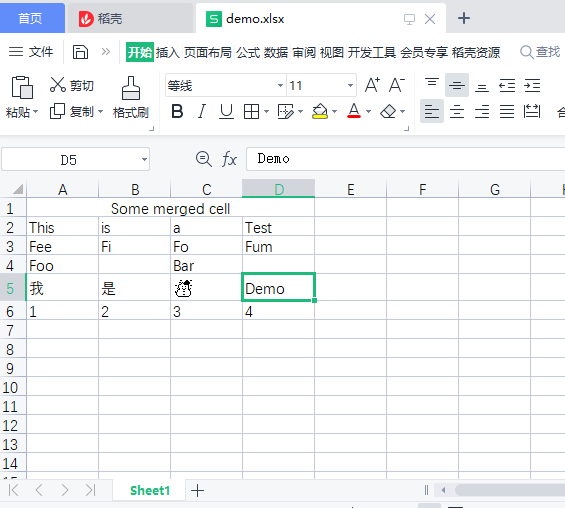 首页 稻壳 demo.xlsx
文件 开始 插入 页面布局 公式 数据 审阅 视图 开发工具 会员专享 稻壳资源 查找
粘贴 剪切 复制 格式刷 等线 11 B I U A A⁺ A⁻
D5 fx Demo
A B C D E F G H
1 Some merged cell
2 This is a Test
3 Fee Fi Fo Fum
4 Foo Bar
5 我 是 ☃ Demo
6 1 2 3 4
7
8
9
10
11
12
13
14
Sheet1